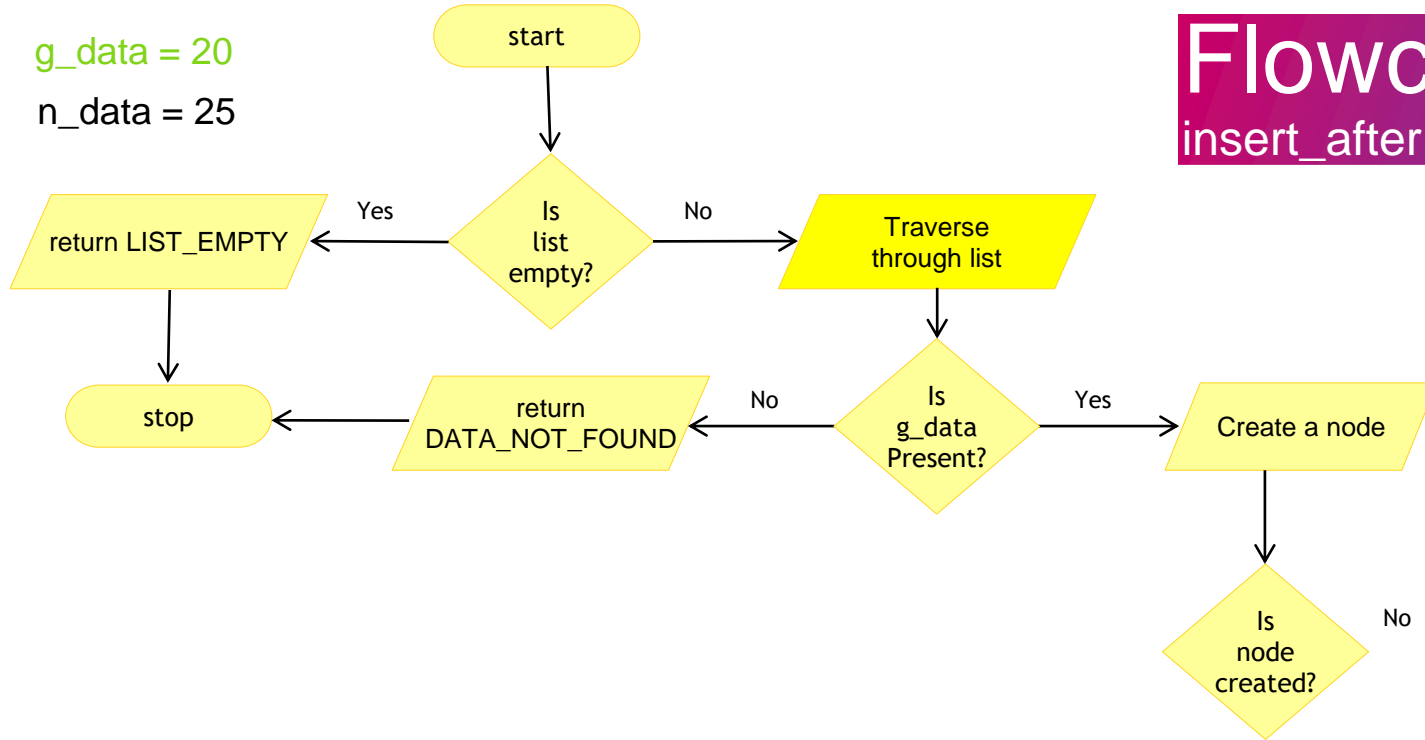 g_data = 20
n_data = 25
start
Flowc
insert_after
Is
list
empty?
Yes
No
return LIST_EMPTY
Traverse
through list
stop
return
DATA_NOT_FOUND
No
Is
g_data
Present?
Yes
Create a node
Is
node
created?
No